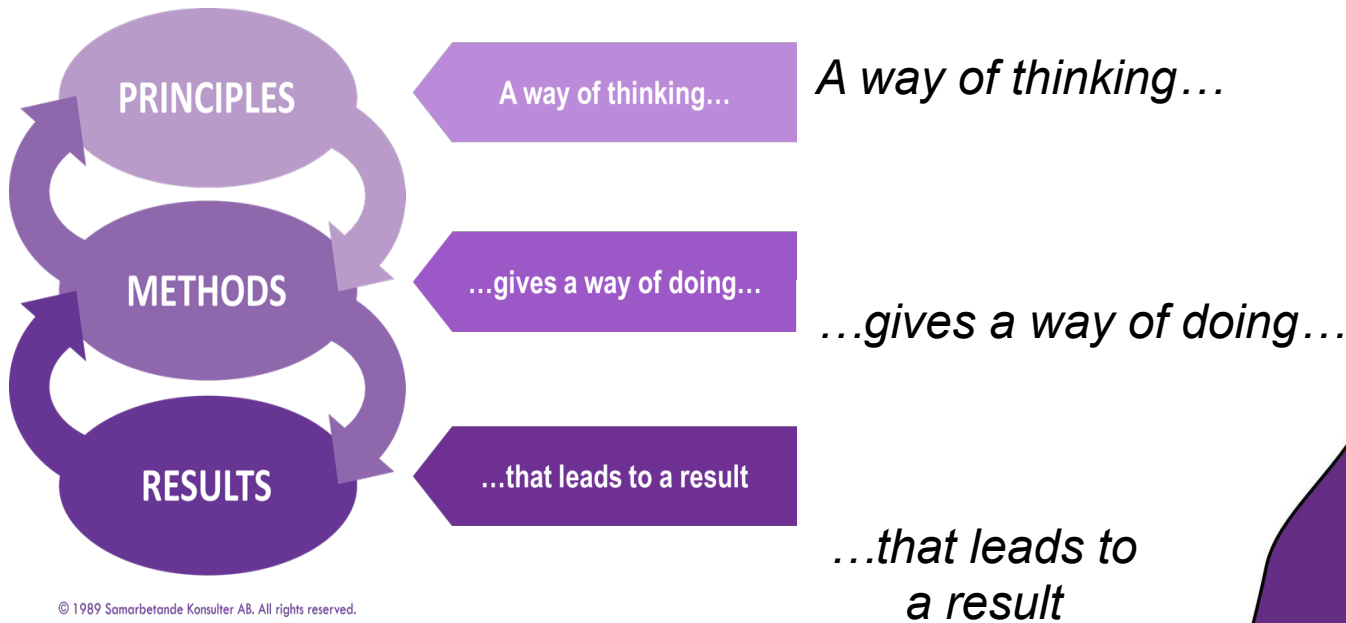 PRINCIPLES
A way of thinking…
A way of thinking…
METHODS
…gives a way of doing…
…gives a way of doing…
RESULTS
…that leads to a result
…that leads to
a result
© 1989 Samarbetande Konsulter AB. All rights reserved.